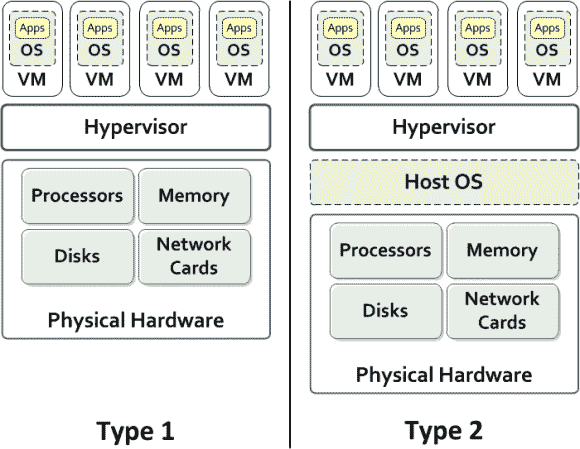 Apps Apps Apps Apps
OS OS OS OS
VM VM VM VM
Hypervisor
Processors Memory
Disks Network
Cards
Physical Hardware
Type 1
Apps Apps Apps Apps
OS OS OS OS
VM VM VM VM
Hypervisor
Host OS
Processors Memory
Disks Network
Cards
Physical Hardware
Type 2